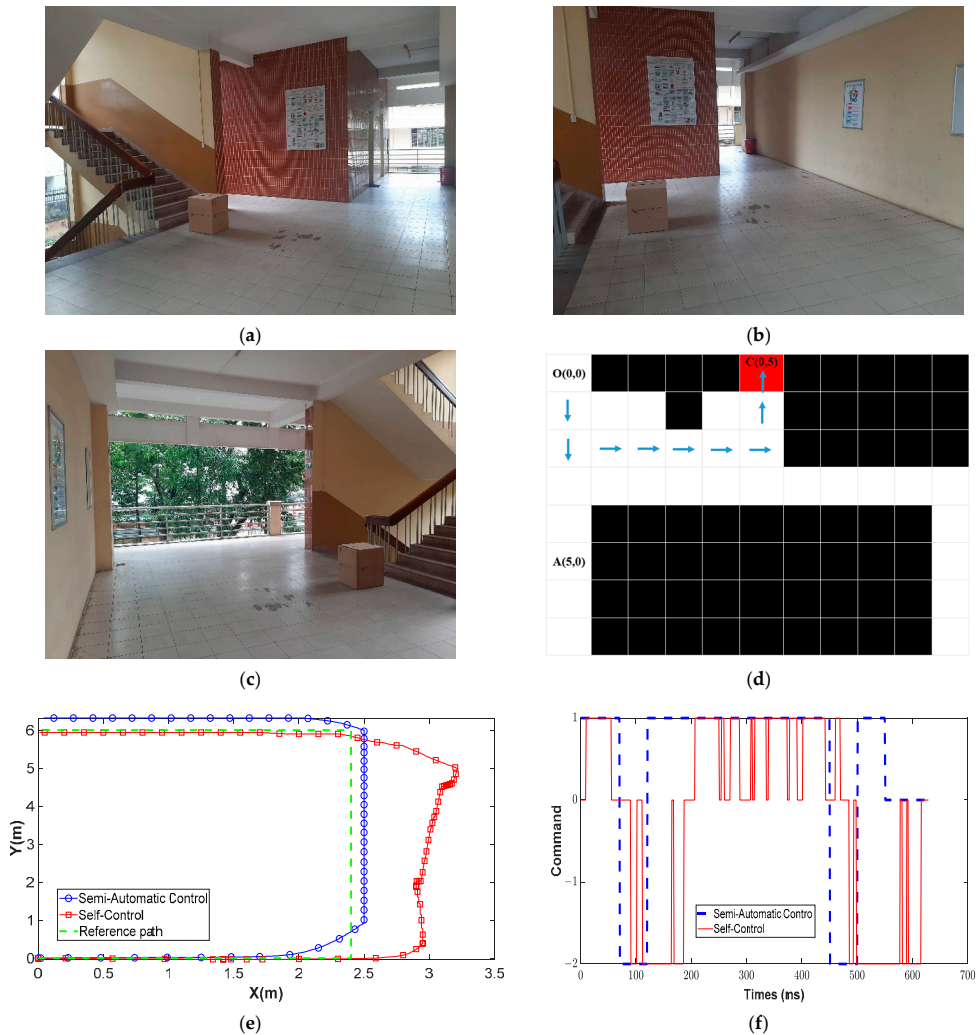 (a)
(b)
O(0,0)
C(0,5)
A(5,0)
(c)
(d)
6
5
4
3
2
1
0
Y(m)
Semi-Automatic Control
Self-Control
Reference path
0
0.5
1
1.5
2
2.5
3
3.5
X(m)
(e)
1
0
-1
-2
Command
Semi-Automatic Contro
Self-Control
0
100
200
300
400
500
600
700
Times (ms)
(f)